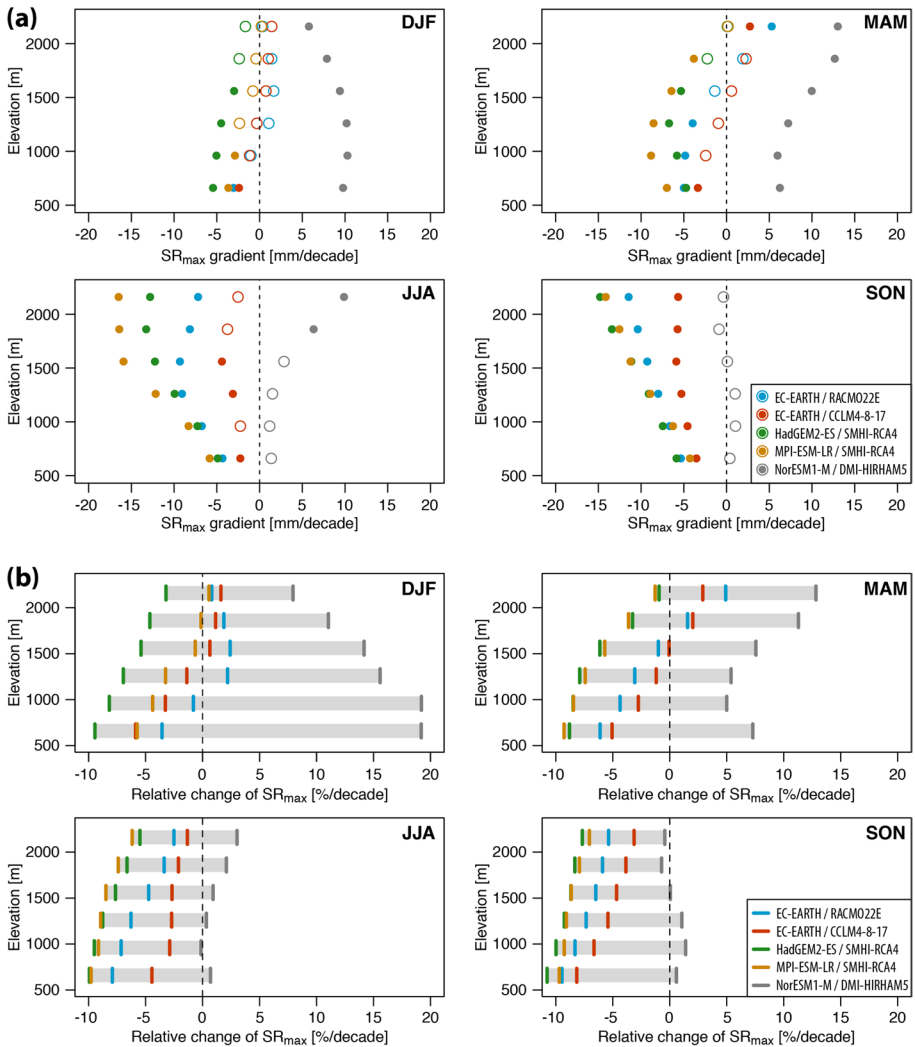 (a)
DJF
MAM
Elevation [m]
2000
1500
1000
500
-20 -15 -10 -5 0 5 10 15 20
SRmax gradient [mm/decade]
Elevation [m]
2000
1500
1000
500
-20 -15 -10 -5 0 5 10 15 20
SRmax gradient [mm/decade]
JJA
SON
Elevation [m]
2000
1500
1000
500
-20 -15 -10 -5 0 5 10 15 20
SRmax gradient [mm/decade]
Elevation [m]
2000
1500
1000
500
EC-EARTH / RACMO22E
EC-EARTH / CCLM4-8-17
HadGEM2-ES / SMHI-RCA4
MPI-ESM-LR / SMHI-RCA4
NorESM1-M / DMI-HIRHAM5
-20 -15 -10 -5 0 5 10 15 20
SRmax gradient [mm/decade]
(b)
DJF
MAM
Elevation [m]
2000
1500
1000
500
-10 -5 0 5 10 15 20
Relative change of SRmax [%/decade]
Elevation [m]
2000
1500
1000
500
-10 -5 0 5 10 15 20
Relative change of SRmax [%/decade]
JJA
SON
Elevation [m]
2000
1500
1000
500
-10 -5 0 5 10 15 20
Relative change of SRmax [%/decade]
Elevation [m]
2000
1500
1000
500
EC-EARTH / RACMO22E
EC-EARTH / CCLM4-8-17
HadGEM2-ES / SMHI-RCA4
MPI-ESM-LR / SMHI-RCA4
NorESM1-M / DMI-HIRHAM5
-10 -5 0 5 10 15 20
Relative change of SRmax [%/decade]